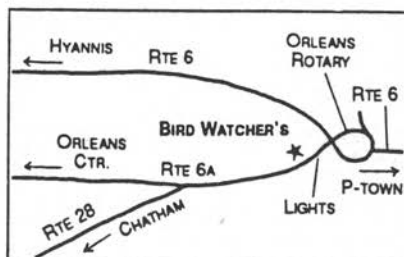 HYANNIS
RTE 6
ORLEANS
ROTARY
RTE 6
ORLEANS
CTR.
BIRD WATCHER'S
RTE 6A
P-TOWN
LIGHTS
RTE 28
CHATHAM